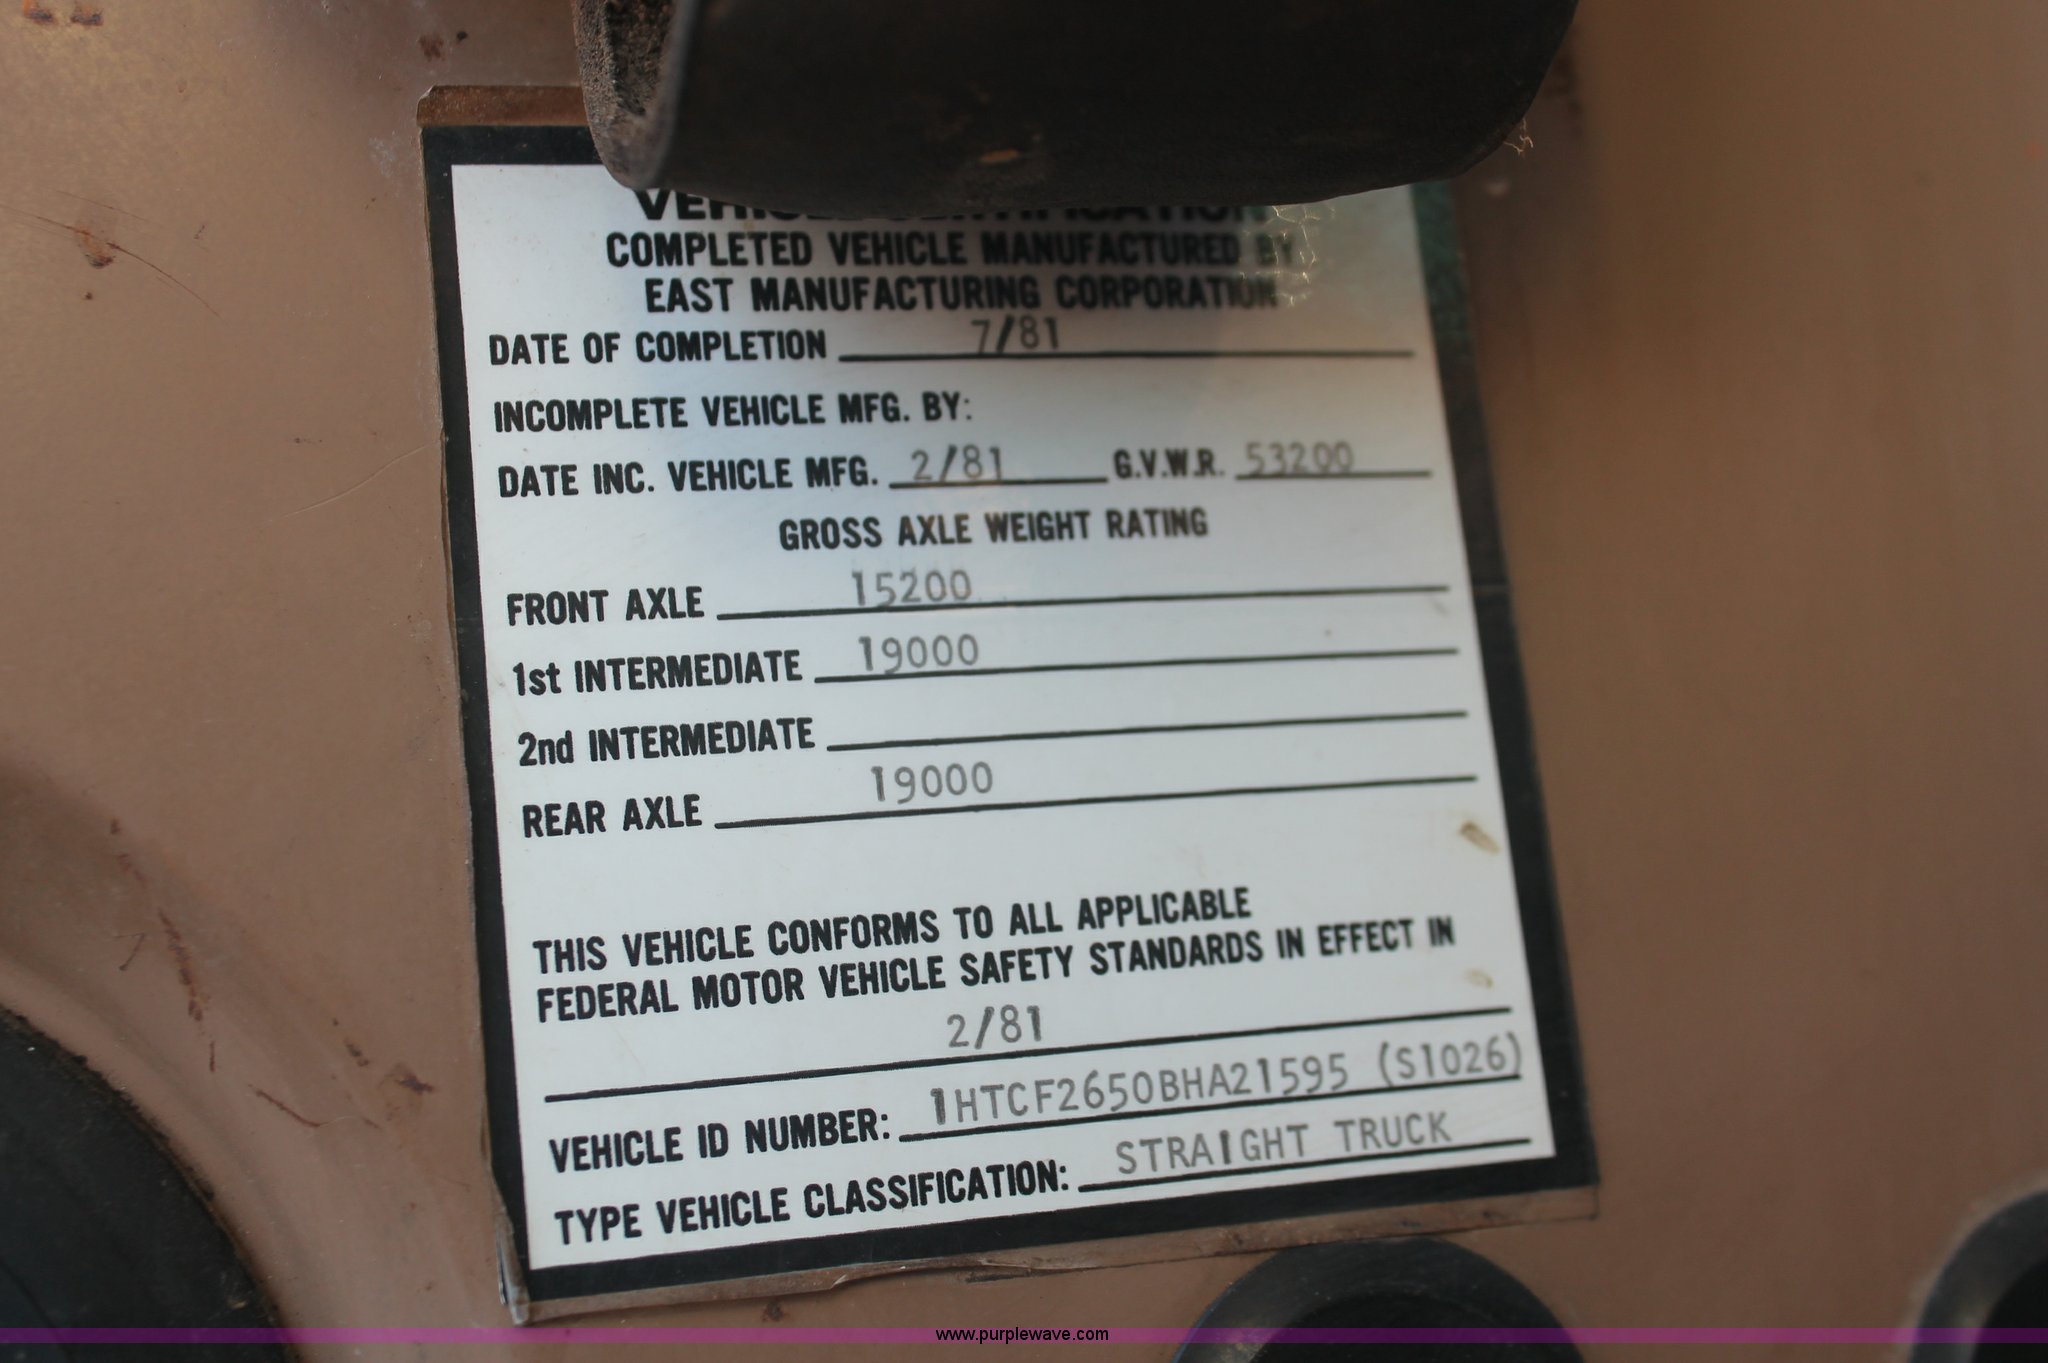 VEHICLE CERTIFICATION
COMPLETED VEHICLE MANUFACTURED BY
EAST MANUFACTURING CORPORATION
DATE OF COMPLETION 7/81
INCOMPLETE VEHICLE MFG. BY:
DATE INC. VEHICLE MFG. 2/81 G.V.W.R. 53200
GROSS AXLE WEIGHT RATING
FRONT AXLE 15200
1st INTERMEDIATE 19000
2nd INTERMEDIATE
REAR AXLE 19000
THIS VEHICLE CONFORMS TO ALL APPLICABLE
FEDERAL MOTOR VEHICLE SAFETY STANDARDS IN EFFECT IN
2/81
VEHICLE ID NUMBER: 1HTCF2650BHA21595 (S1026)
TYPE VEHICLE CLASSIFICATION: STRAIGHT TRUCK
www.purplewave.com